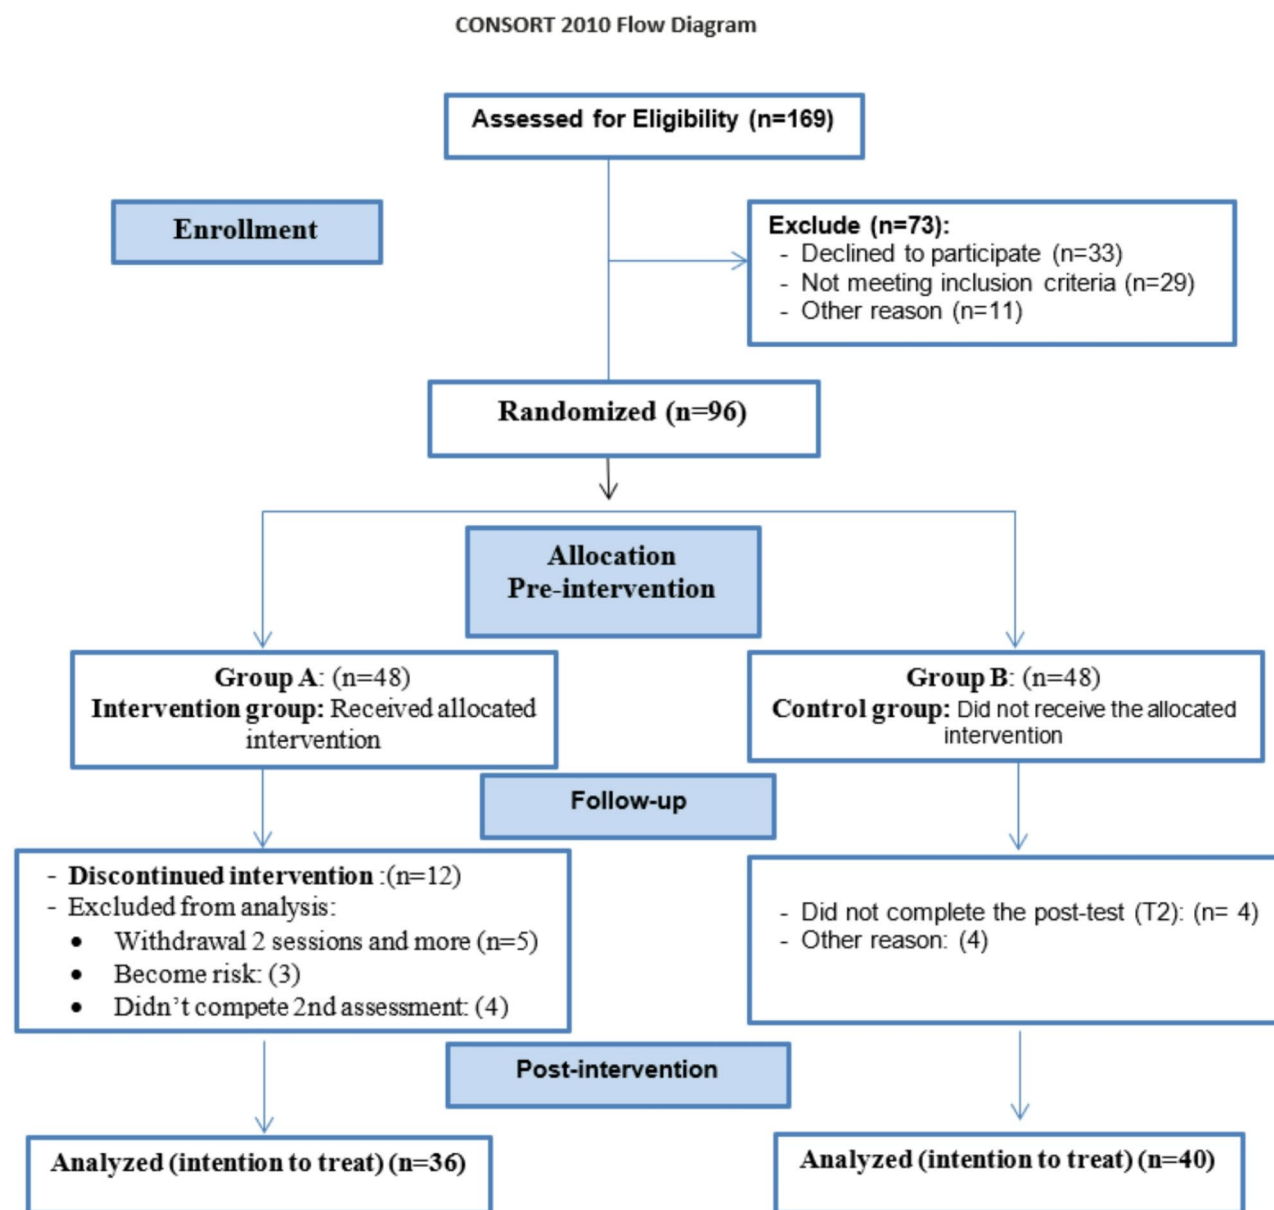 CONSORT 2010 Flow Diagram
Assessed for Eligibility (n=169)
Enrollment
Exclude (n=73):
- Declined to participate (n=33)
- Not meeting inclusion criteria (n=29)
- Other reason (n=11)
Randomized (n=96)
Allocation
Pre-intervention
Group A: (n=48)
Intervention group: Received allocated
intervention
Group B: (n=48)
Control group: Did not receive the allocated
intervention
Follow-up
- Discontinued intervention :(n=12)
- Excluded from analysis:
• Withdrawal 2 sessions and more (n=5)
• Become risk: (3)
• Didn't compete 2nd assessment: (4)
- Did not complete the post-test (T2): (n= 4)
- Other reason: (4)
Post-intervention
Analyzed (intention to treat) (n=36)
Analyzed (intention to treat) (n=40)